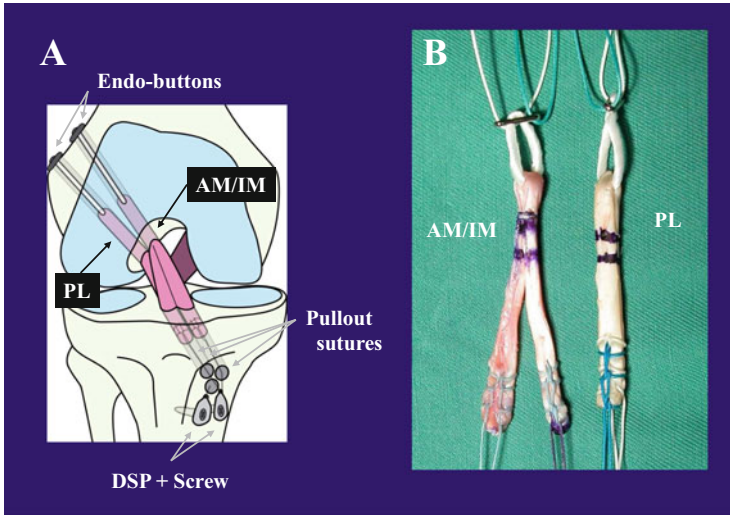 A
Endo-buttons
AM/IM
PL
Pullout
sutures
DSP + Screw
B
AM/IM
PL